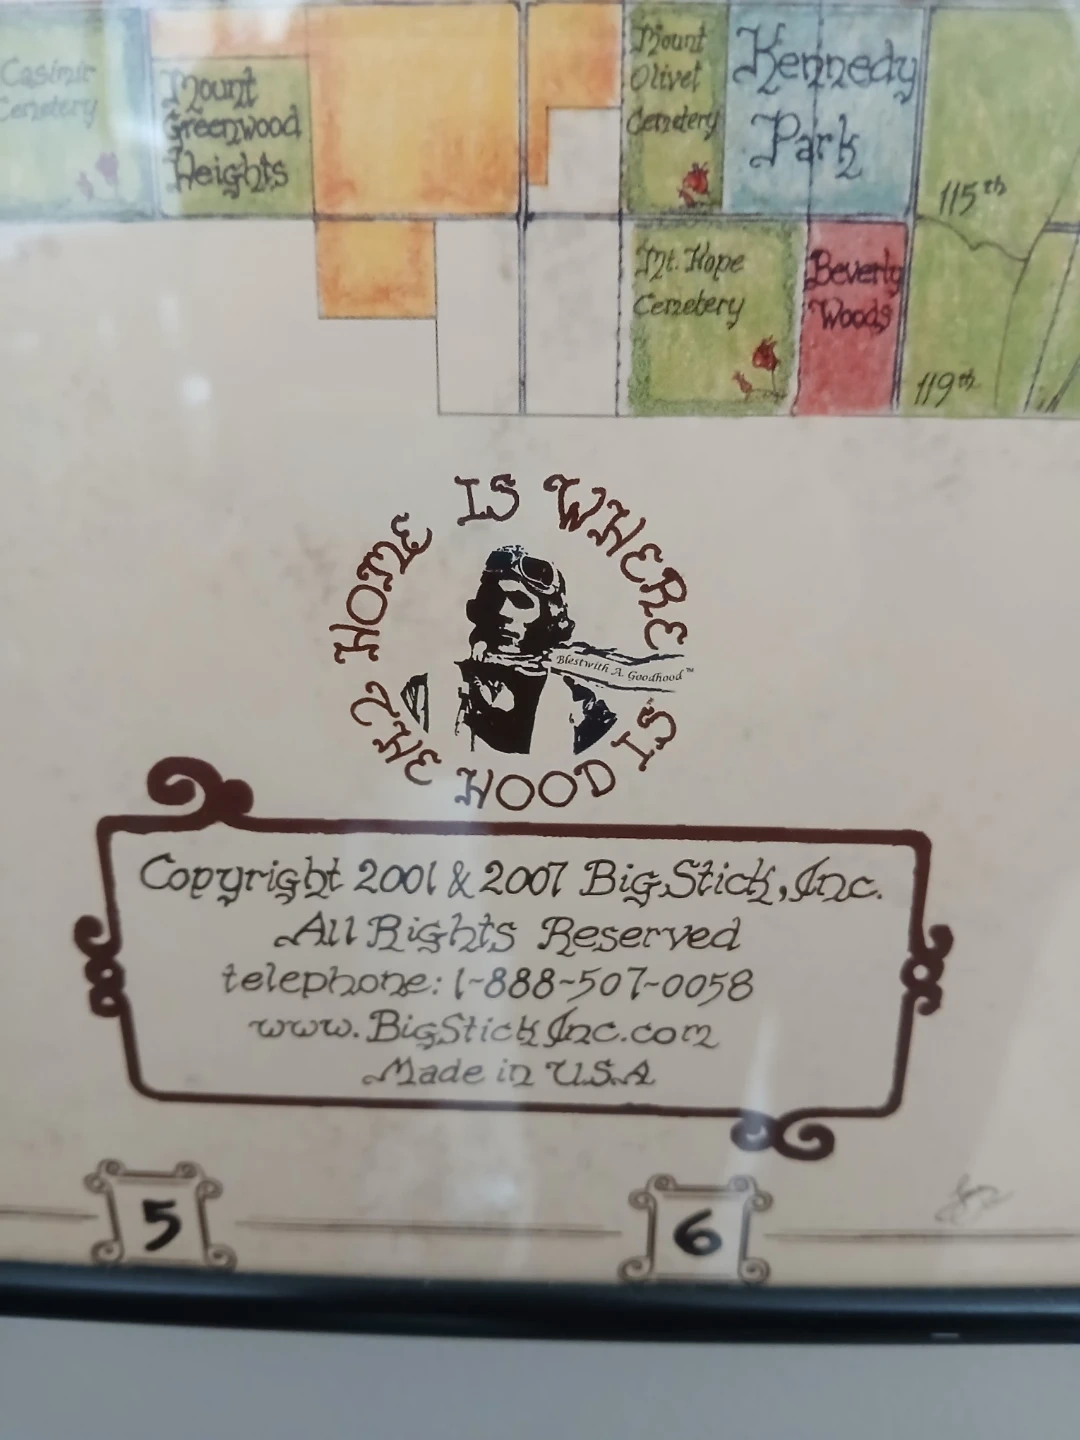 Casimir
Cemetery
Mount
Greenwood
Heights
Mount
Olivet
Cemetery
Kennedy
Park
115th
Mt. Hope
Cemetery
Beverly
Woods
119th
HOME IS WHERE
THE HOOD IS
Blestwith A Goodhood™
Copyright 2001 & 2007 BigStick, Inc.
All Rights Reserved
telephone: 1-888-507-0058
www.BigStickInc.com
Made in U.S.A
5
6